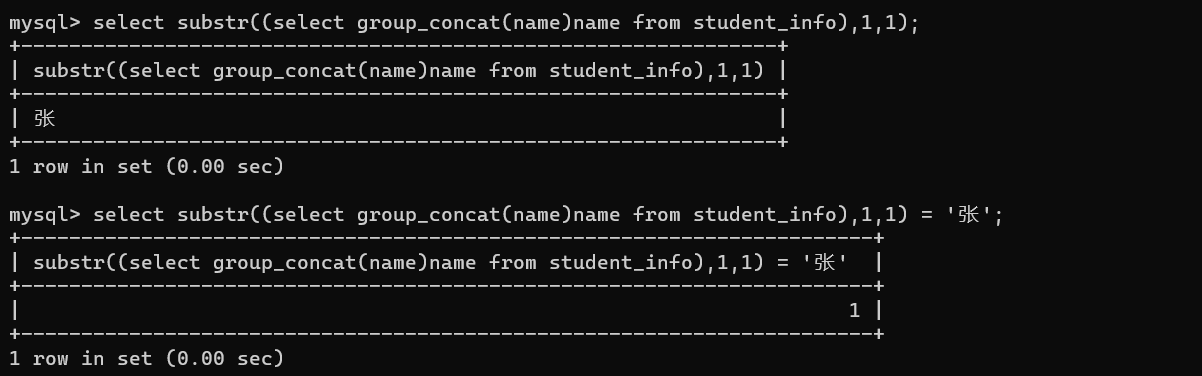 mysql> select substr((select group_concat(name)name from student_info),1,1);
+---------------------------------------------------------------+
| substr((select group_concat(name)name from student_info),1,1) |
+---------------------------------------------------------------+
| 张                                                            |
+---------------------------------------------------------------+
1 row in set (0.00 sec)
mysql> select substr((select group_concat(name)name from student_info),1,1) = '张';
+-----------------------------------------------------------------------+
| substr((select group_concat(name)name from student_info),1,1) = '张'  |
+-----------------------------------------------------------------------+
|                                                                     1 |
+-----------------------------------------------------------------------+
1 row in set (0.00 sec)